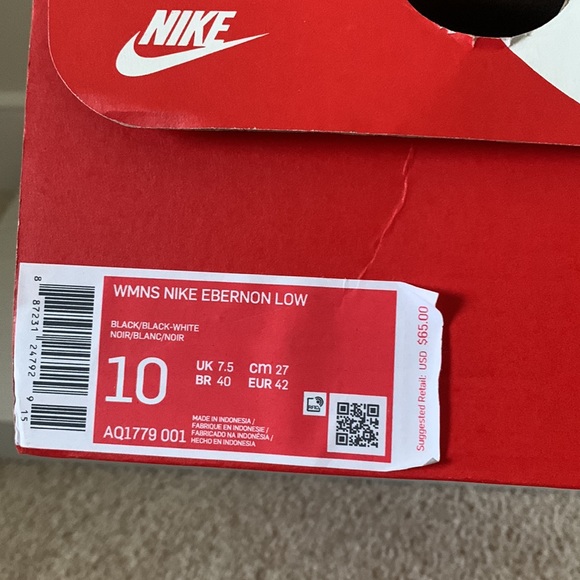 NIKE
WMNS NIKE EBERNON LOW
BLACK/BLACK-WHITE
NOIR/BLANC/NOIR
10
UK 7.5 cm 27
BR 40 EUR 42
AQ1779 001
MADE IN INDONESIA /
FABRIQUE EN INDONESIE /
FABRICADO NA INDONÉSIA /
HECHO EN INDONESIA
Suggested Retail: USD $65.00
8 87231 24792 9 15